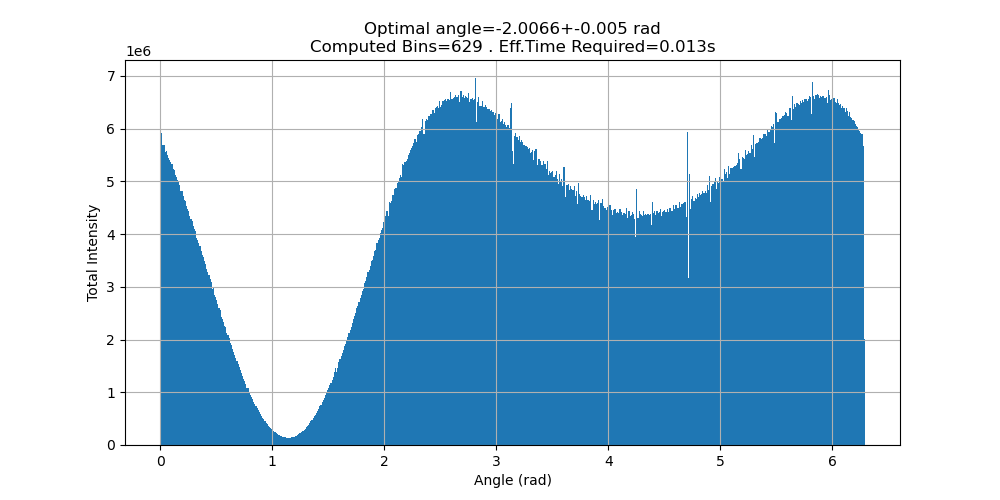 Optimal angle=-2.0066+-0.005 rad
Computed Bins=629 . Eff.Time Required=0.013s
1e6
7
6
5
4
3
2
1
0
Total Intensity
0 1 2 3 4 5 6
Angle (rad)